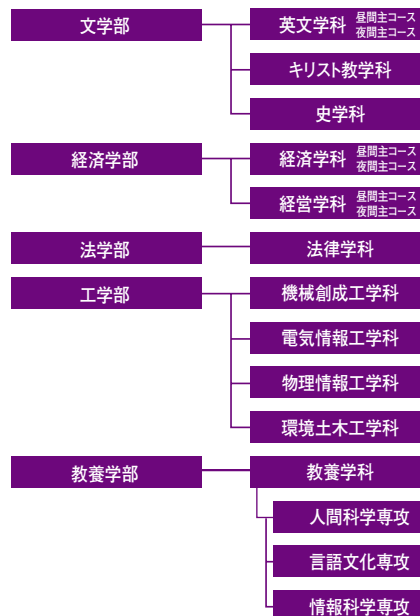 文学部
英文学科 昼間主コース
夜間主コース
キリスト教学科
史学科
経済学部
経済学科 昼間主コース
夜間主コース
経営学科 昼間主コース
夜間主コース
法学部
法律学科
工学部
機械創成工学科
電気情報工学科
物理情報工学科
環境土木工学科
教養学部
教養学科
人間科学専攻
言語文化専攻
情報科学専攻